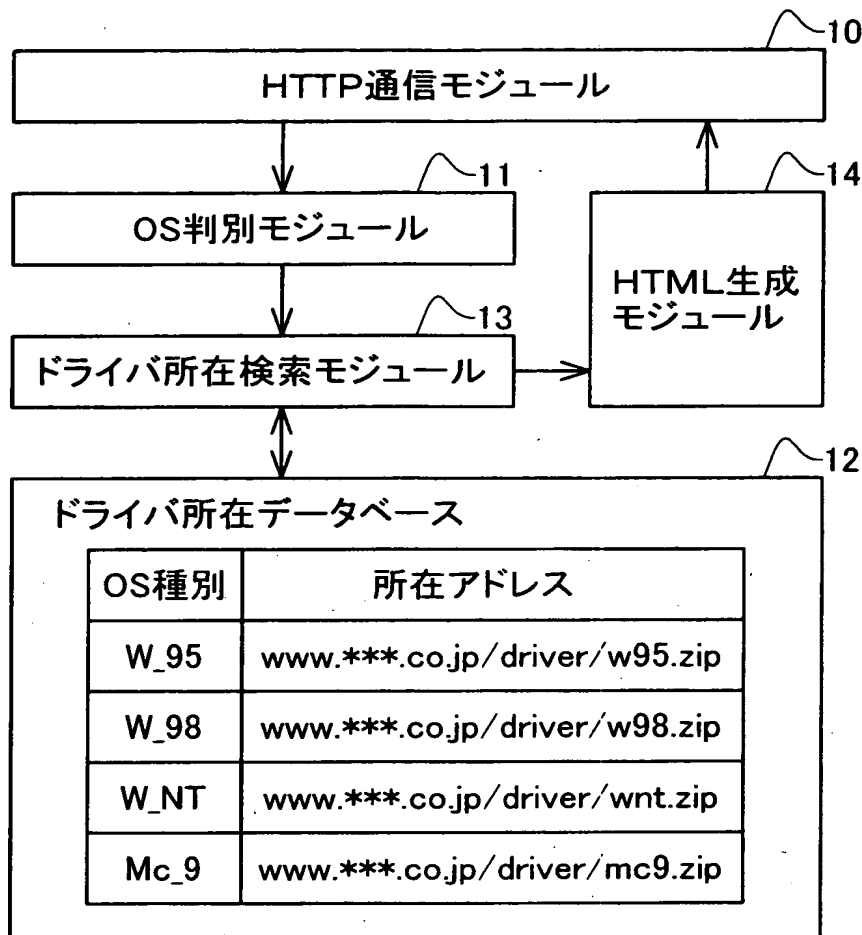 10
HTTP通信モジュール
11
OS判別モジュール
14
HTML生成
モジュール
13
ドライバ所在検索モジュール
12
ドライバ所在データベース
OS種別 所在アドレス
W_95 www.***.co.jp/driver/w95.zip
W_98 www.***.co.jp/driver/w98.zip
W_NT www.***.co.jp/driver/wnt.zip
Mc_9 www.***.co.jp/driver/mc9.zip